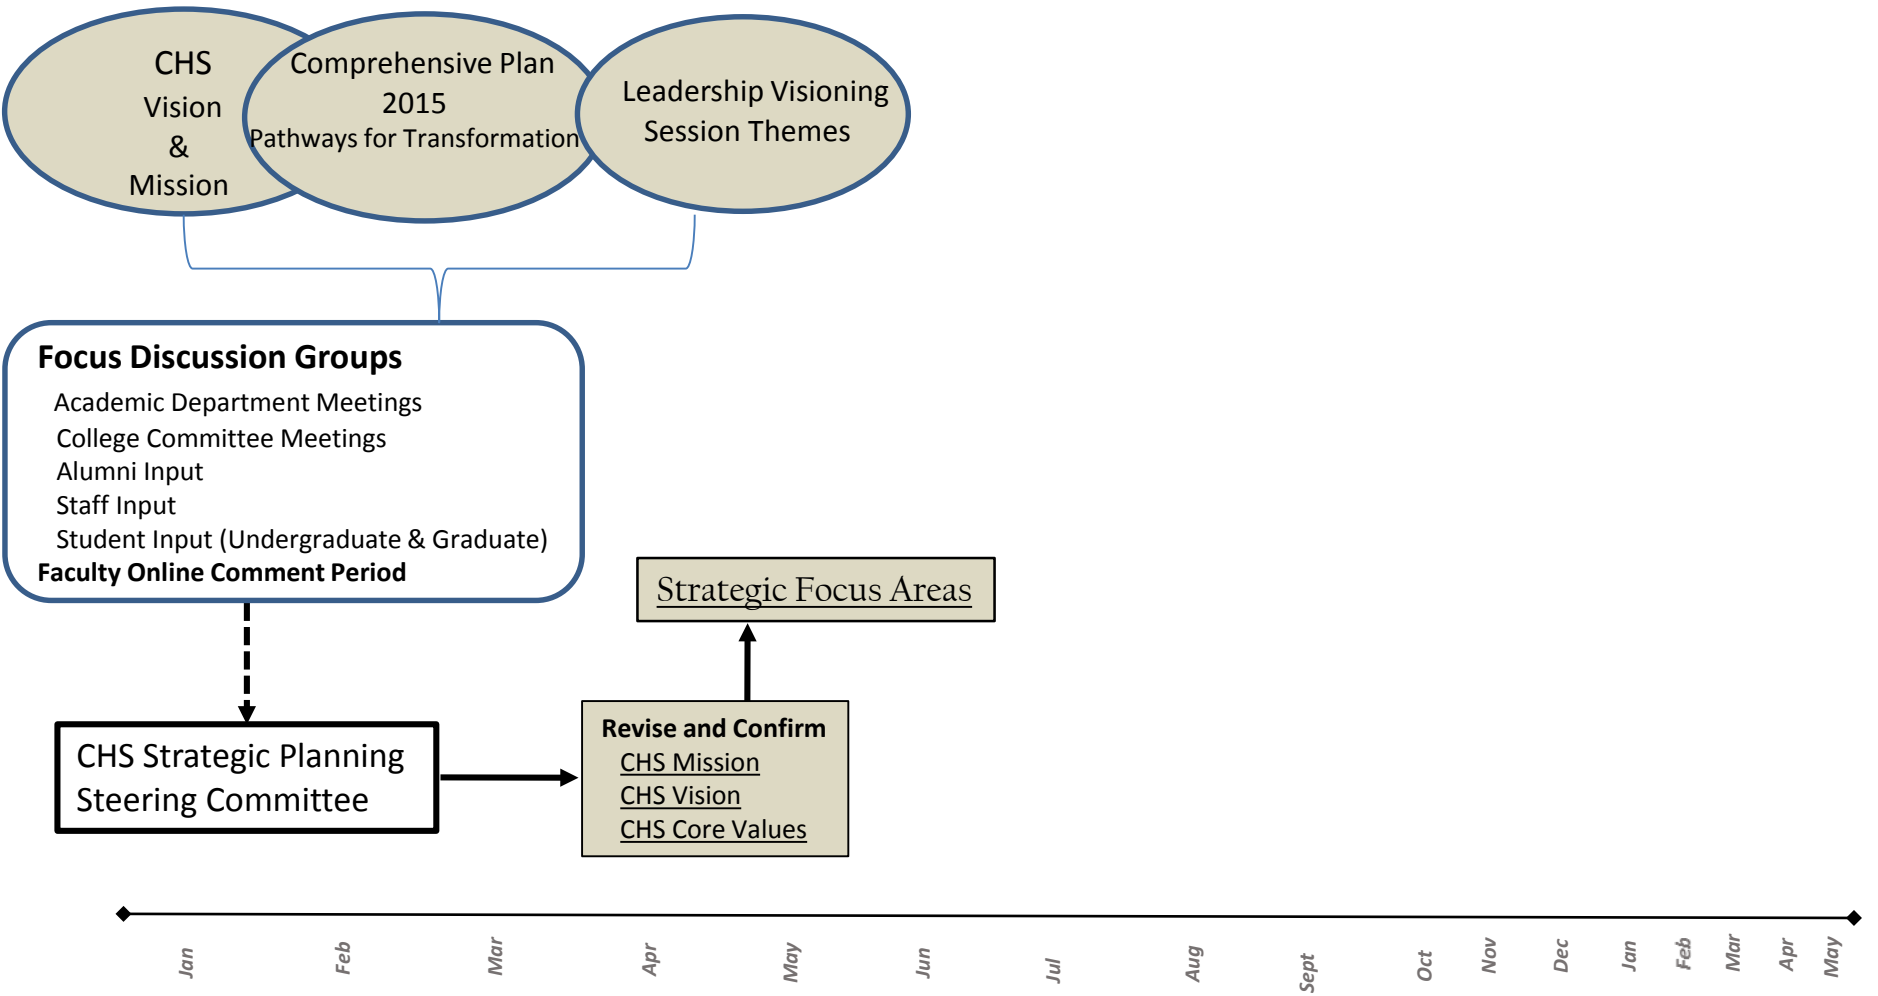 CHS
Vision
&
Mission
Comprehensive Plan
2015
Pathways for Transformation
Leadership Visioning
Session Themes
Focus Discussion Groups
Academic Department Meetings
College Committee Meetings
Alumni Input
Staff Input
Student Input (Undergraduate & Graduate)
Faculty Online Comment Period
Strategic Focus Areas
CHS Strategic Planning
Steering Committee
Revise and Confirm
CHS Mission
CHS Vision
CHS Core Values
Jan
Feb
Mar
Apr
May
Jun
Jul
Aug
Sept
Oct
Nov
Dec
Jan
Feb
Mar
Apr
May